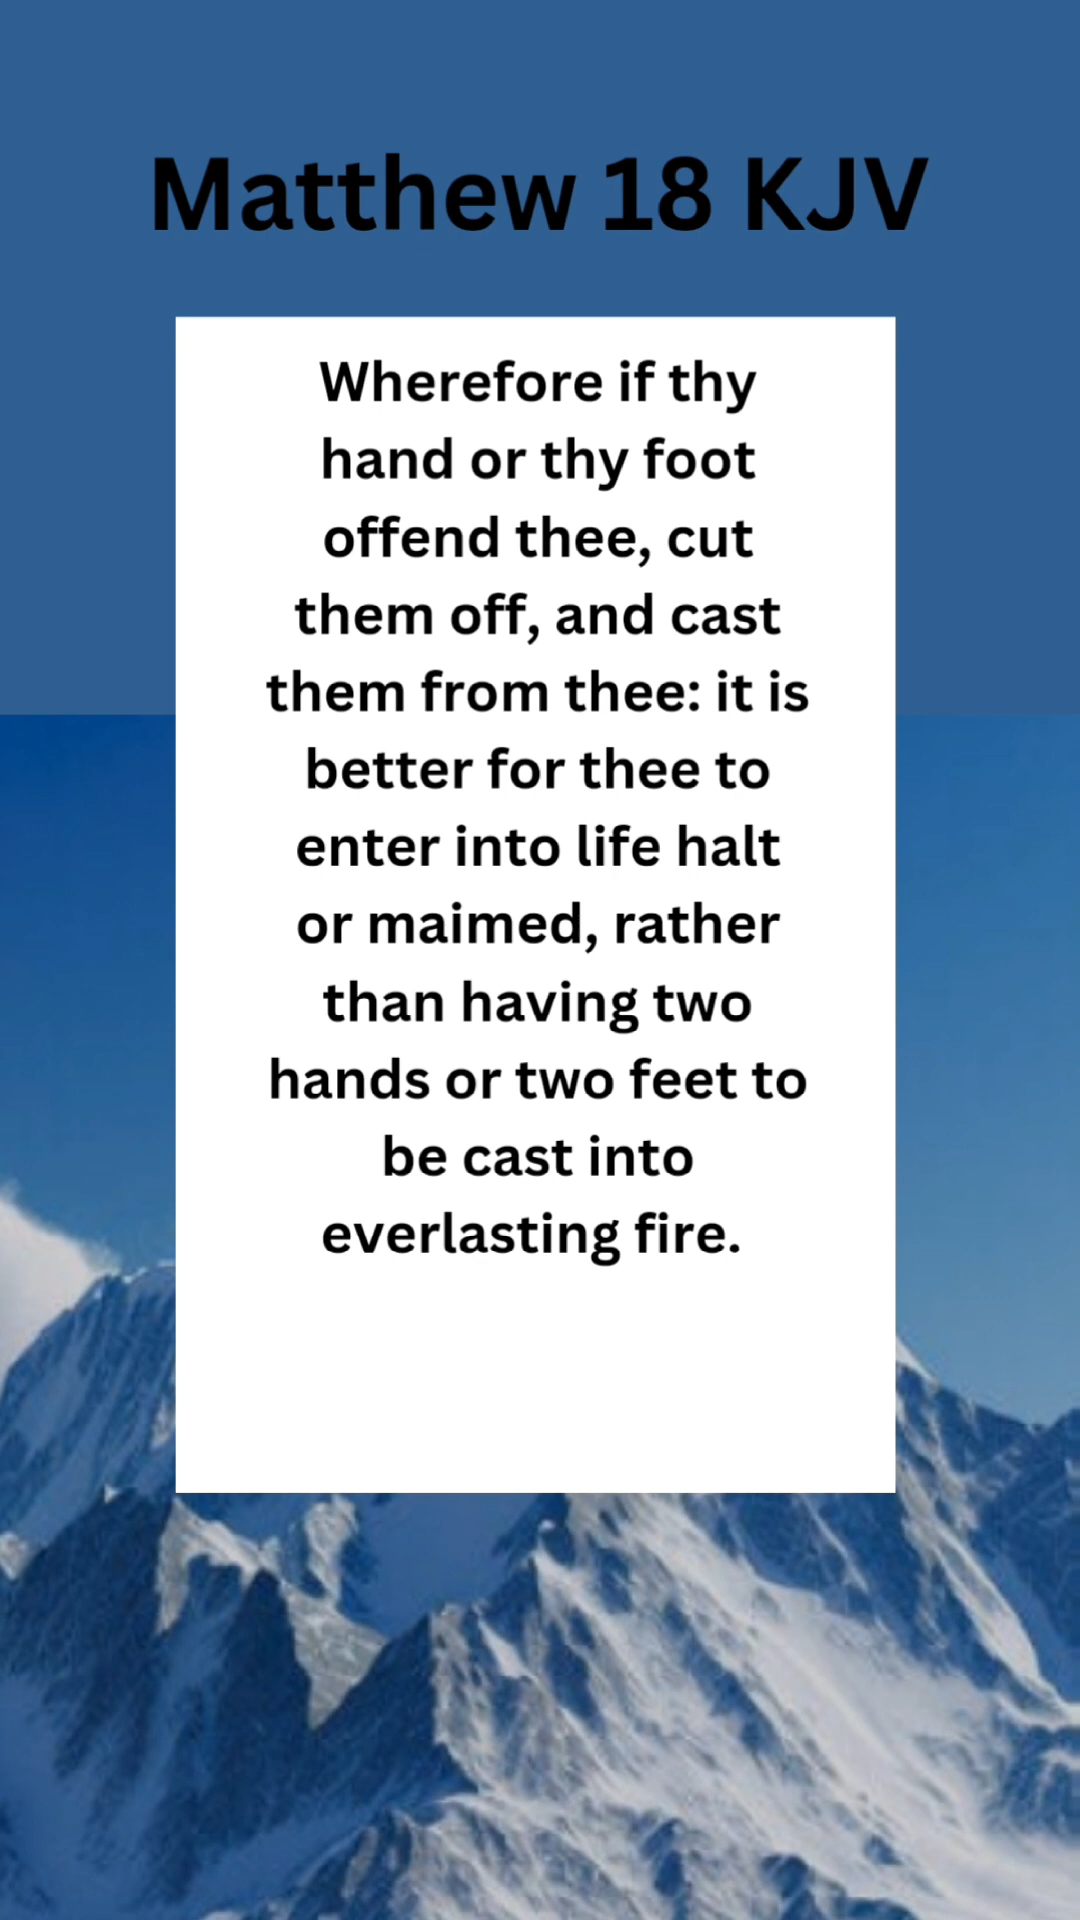 Matthew 18 KJV
Wherefore if thy
hand or thy foot
offend thee, cut
them off, and cast
them from thee: it is
better for thee to
enter into life halt
or maimed, rather
than having two
hands or two feet to
be cast into
everlasting fire.